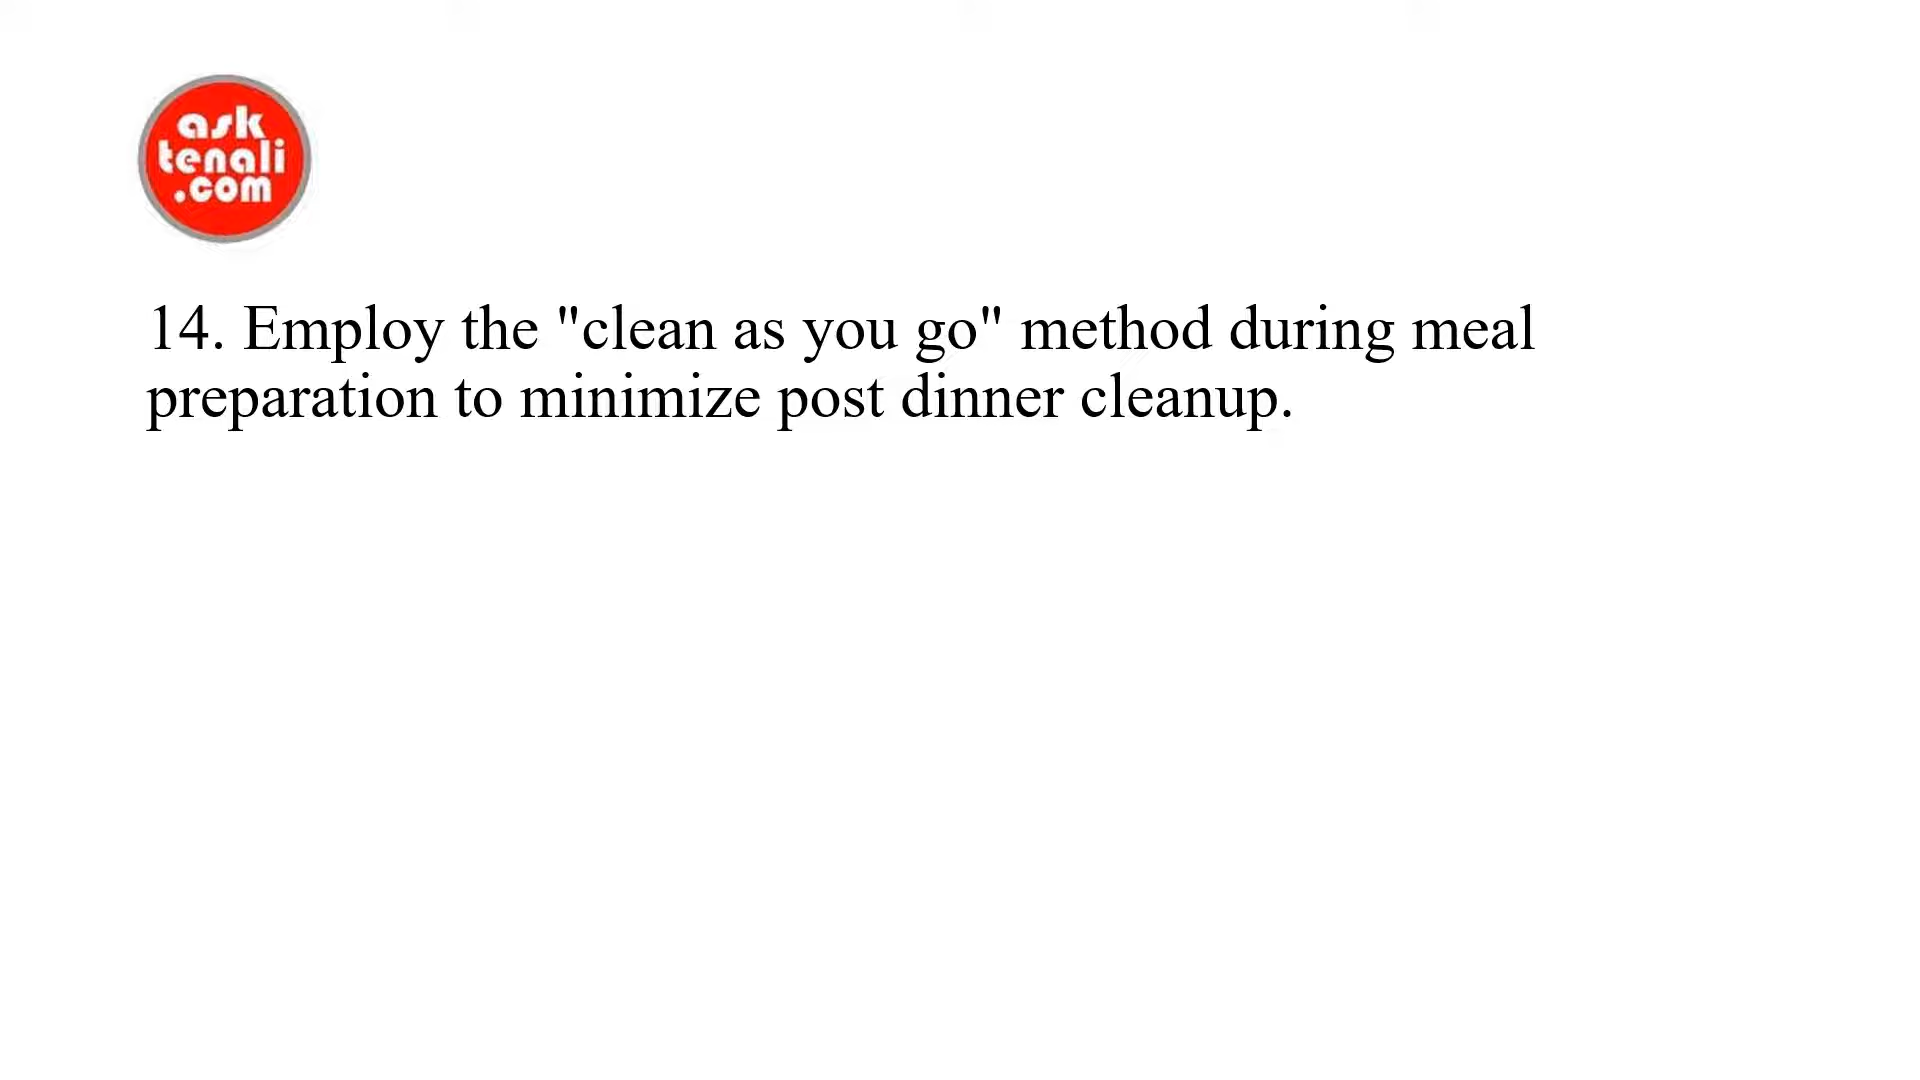 ask
tenali
.com
14. Employ the "clean as you go" method during meal
preparation to minimize post dinner cleanup.